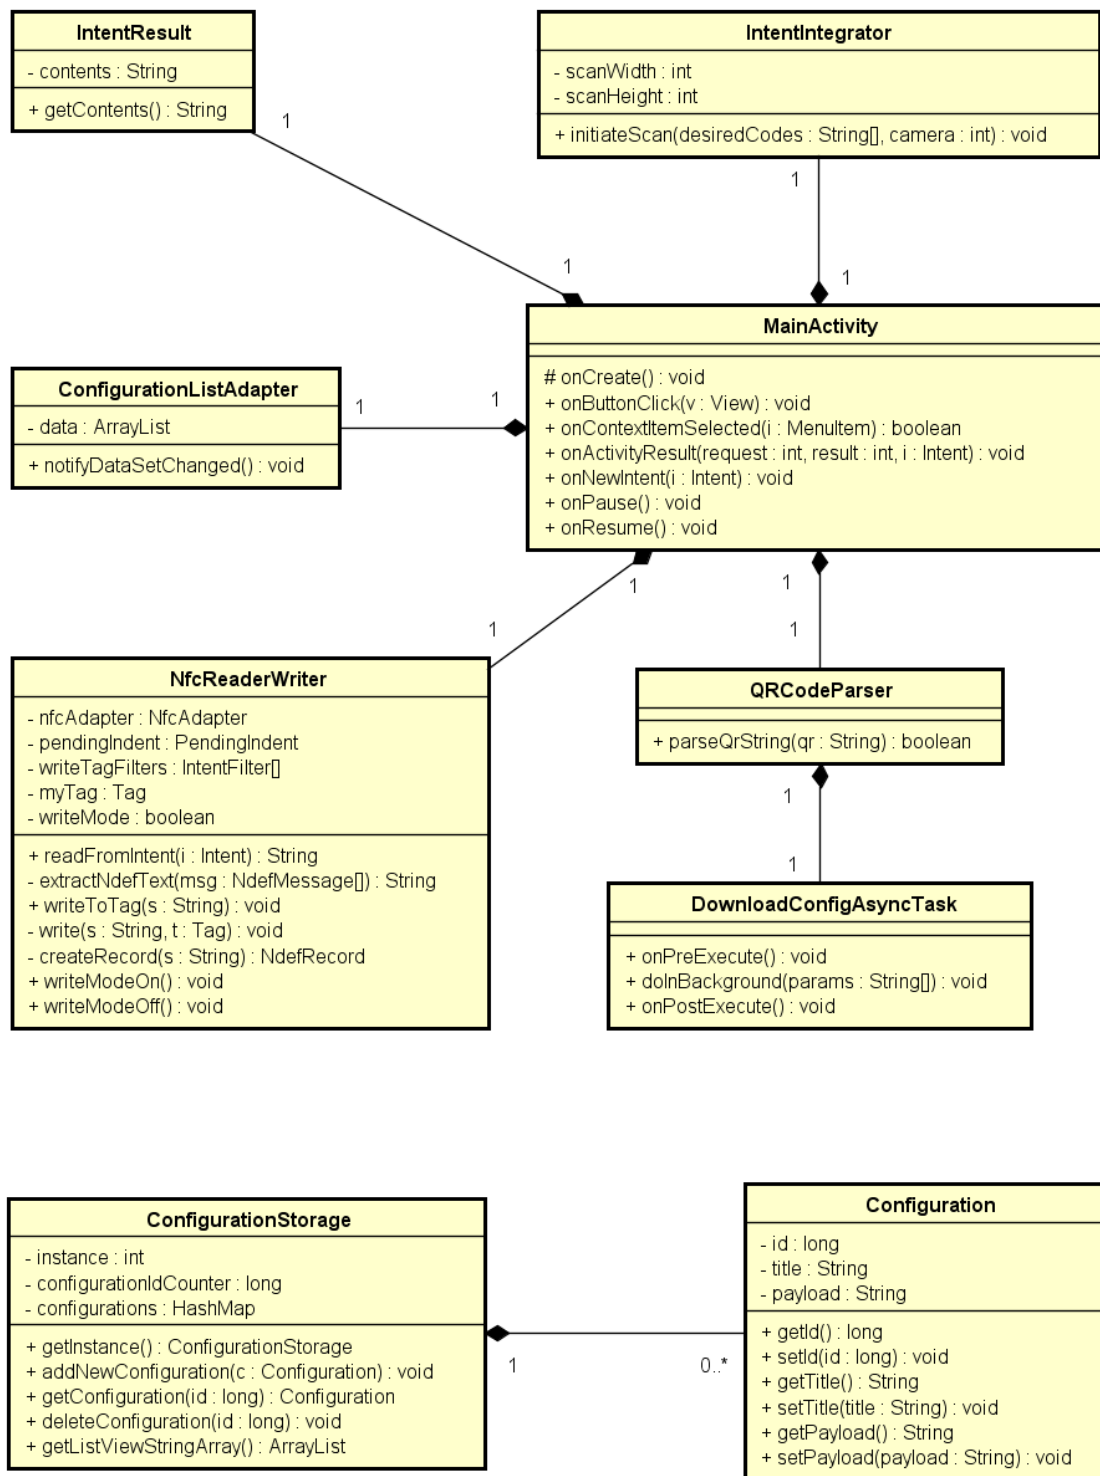 IntentResult
- contents : String
+ getContents() : String
IntentIntegrator
- scanWidth : int
- scanHeight : int
+ initiateScan(desiredCodes : String[], camera : int) : void
1
1
1
1
MainActivity
# onCreate() : void
+ onButtonClick(v : View) : void
+ onContextItemSelected(i : MenuItem) : boolean
+ onActivityResult(request : int, result : int, i : Intent) : void
+ onNewIntent(i : Intent) : void
+ onPause() : void
+ onResume() : void
ConfigurationListAdapter
- data : ArrayList
+ notifyDataSetChanged() : void
1
1
1
1
1
1
NfcReaderWriter
- nfcAdapter : NfcAdapter
- pendingIndent : PendingIndent
- writeTagFilters : IntentFilter[]
- myTag : Tag
- writeMode : boolean
+ readFromIntent(i : Intent) : String
- extractNdefText(msg : NdefMessage[]) : String
+ writeToTag(s : String) : void
- write(s : String, t : Tag) : void
- createRecord(s : String) : NdefRecord
+ writeModeOn() : void
+ writeModeOff() : void
QRCodeParser
+ parseQrString(qr : String) : boolean
1
1
DownloadConfigAsyncTask
+ onPreExecute() : void
+ doInBackground(params : String[]) : void
+ onPostExecute() : void
ConfigurationStorage
- instance : int
- configurationIdCounter : long
- configurations : HashMap
+ getInstance() : ConfigurationStorage
+ addNewConfiguration(c : Configuration) : void
+ getConfiguration(id : long) : Configuration
+ deleteConfiguration(id : long) : void
+ getListViewStringArray() : ArrayList
1
0..*
Configuration
- id : long
- title : String
- payload : String
+ getId() : long
+ setId(id : long) : void
+ getTitle() : String
+ setTitle(title : String) : void
+ getPayload() : String
+ setPayload(payload : String) : void